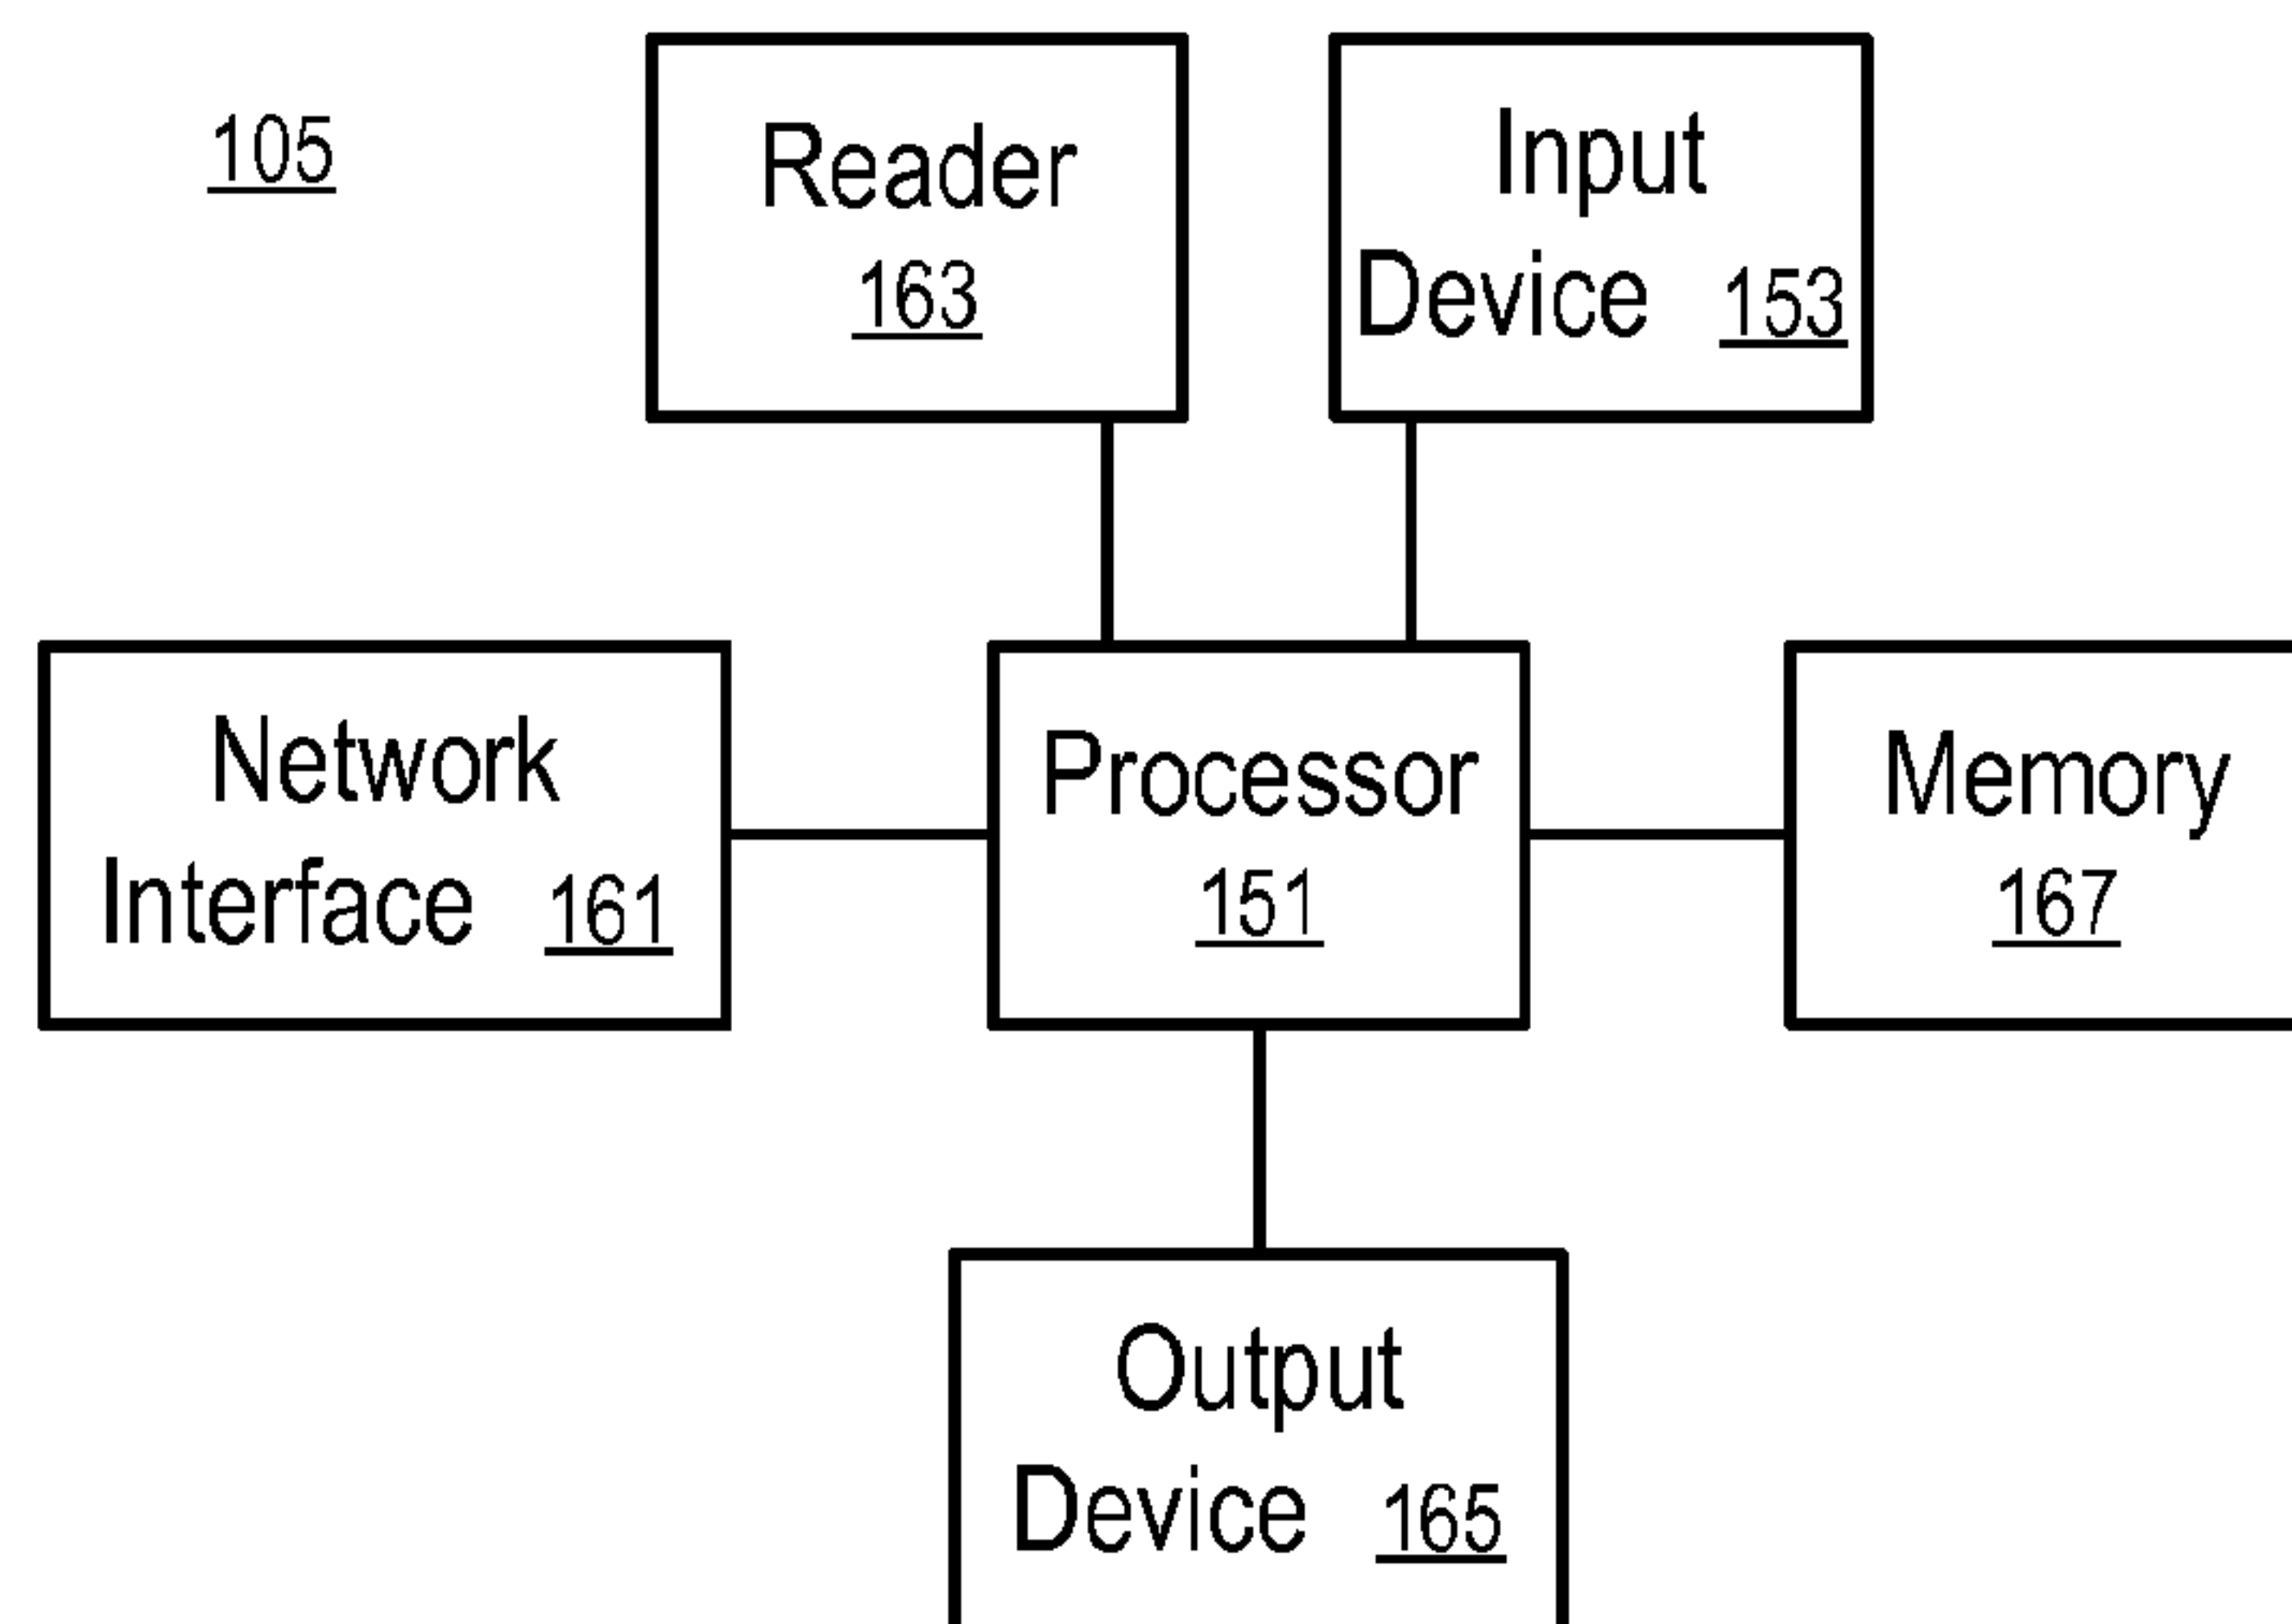 105
Reader
163
Input
Device 153
Network
Interface 161
Processor
151
Memory
167
Output
Device 165